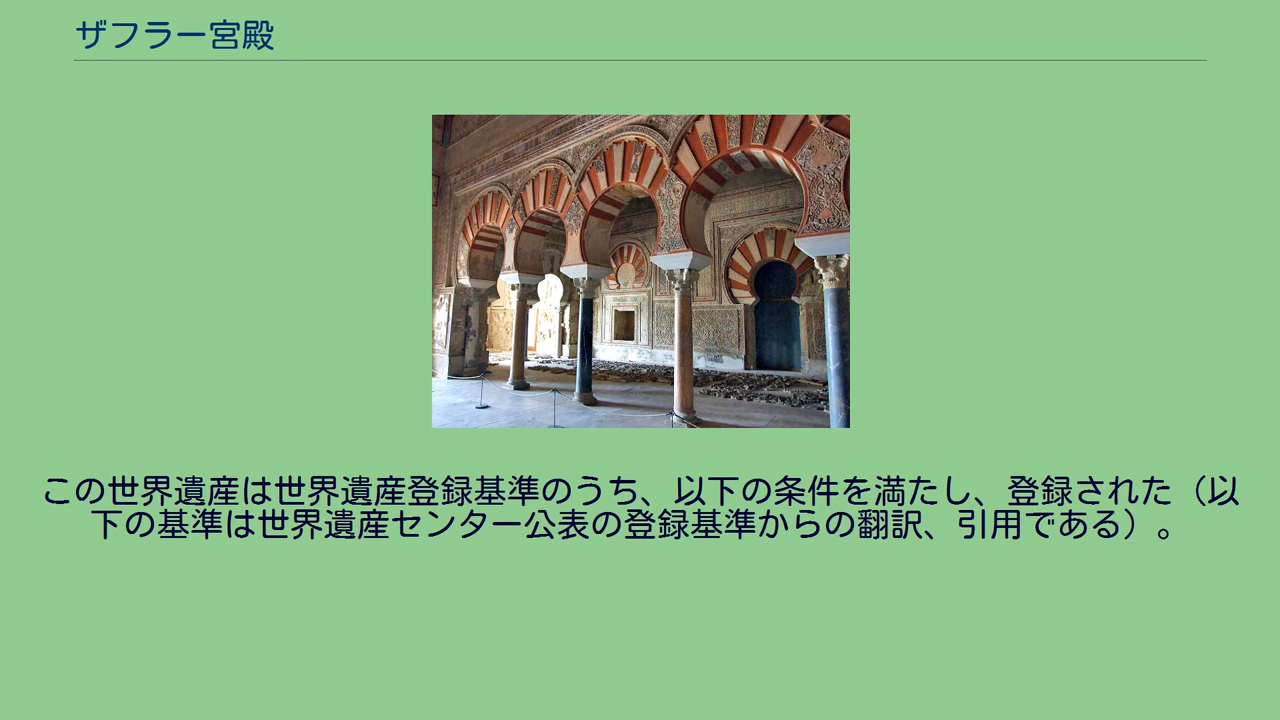 ザフラー宮殿
この世界遺産は世界遺産登録基準のうち、以下の条件を満たし、登録された（以
下の基準は世界遺産センター公表の登録基準からの翻訳、引用である）。